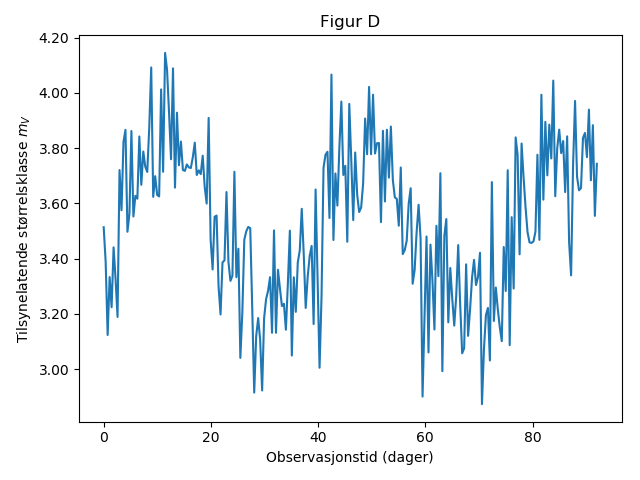 Figur D
Tilsynelatende størrelsklasse m_V
4.20
4.00
3.80
3.60
3.40
3.20
3.00
0 20 40 60 80
Observasjonstid (dager)